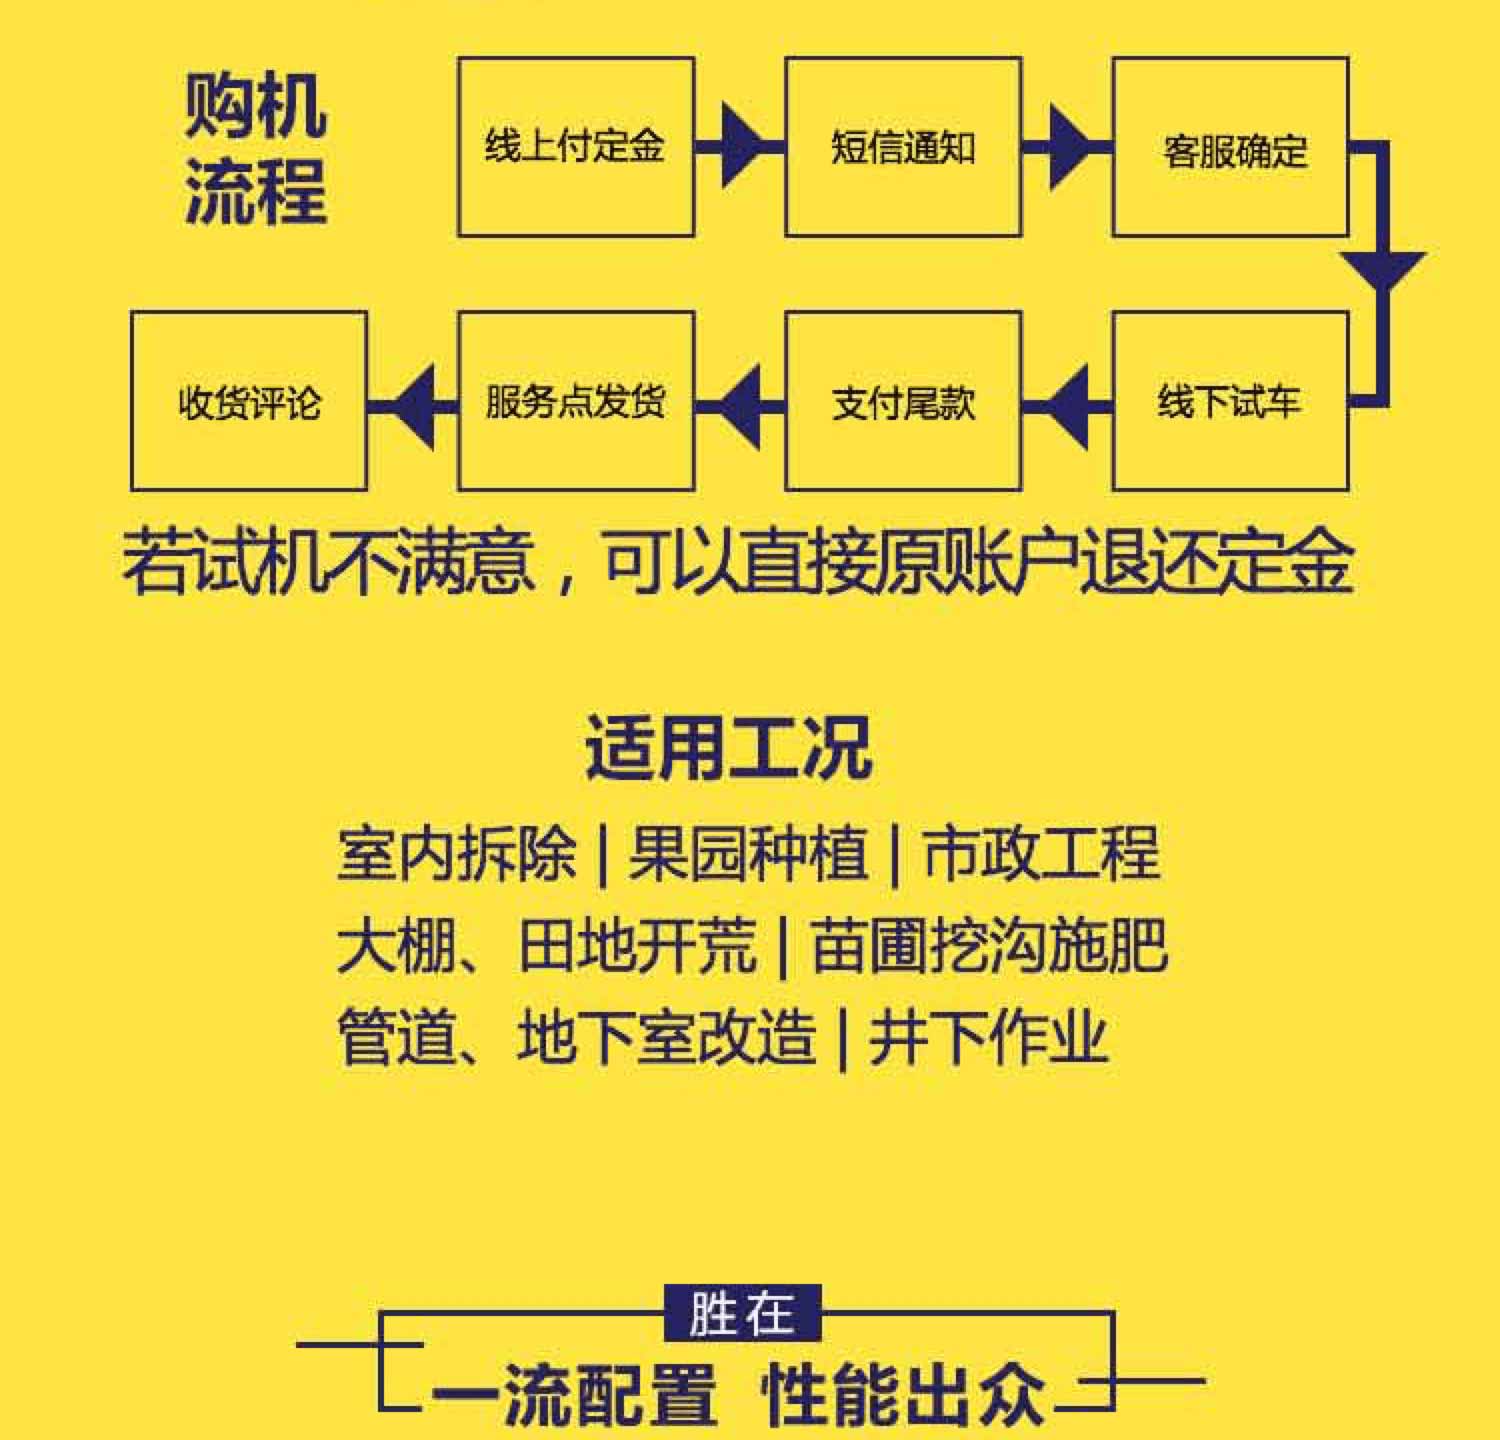 购机
流程
线上付定金
短信通知
客服确定
线下试车
支付尾款
服务点发货
收货评论
若试机不满意，可以直接原账户退还定金
适用工况
室内拆除 | 果园种植 | 市政工程
大棚、田地开荒 | 苗圃挖沟施肥
管道、地下室改造 | 井下作业
胜在
一流配置 性能出众